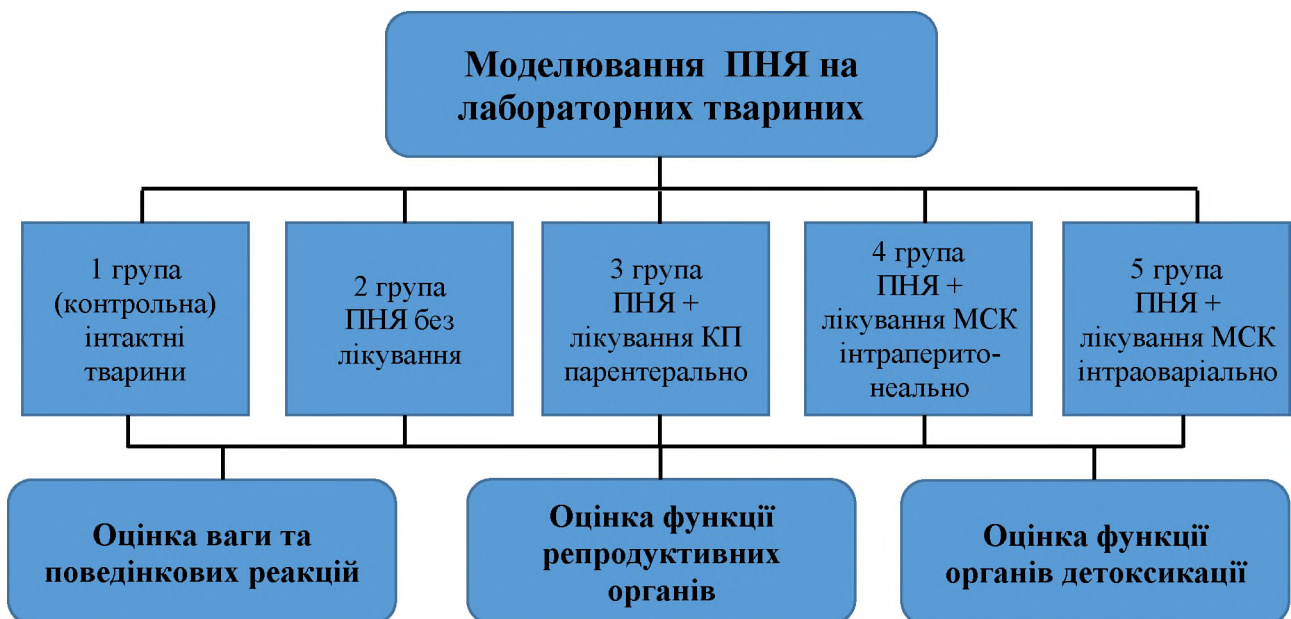 Моделювання ПНЯ на
лабораторних твариних
1 група
(контрольна)
інтактні
тварини
2 група
ПНЯ без
лікування
3 група
ПНЯ +
лікування КП
парентерально
4 група
ПНЯ +
лікування МСК
інтраперито-
неально
5 група
ПНЯ +
лікування МСК
інтраоваріально
Оцінка ваги та
поведінкових реакцій
Оцінка функції
репродуктивних
органів
Оцінка функції
органів детоксикації